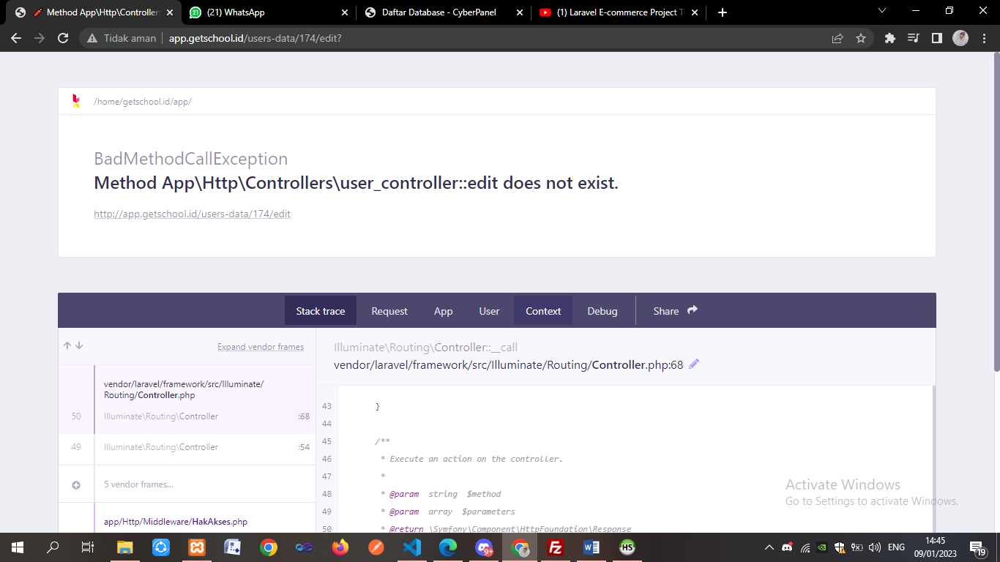 Method App\Http\Controllers
(21) WhatsApp
Daftar Database - CyberPanel
(1) Laravel E-commerce Project T
Tidak aman
app.getschool.id/users-data/174/edit?
/home/getschool.id/app/
BadMethodCallException
Method App\Http\Controllers\user_controller::edit does not exist.
http://app.getschool.id/users-data/174/edit
Stack trace
Request
App
User
Context
Debug
Share
Expand vendor frames
vendor/laravel/framework/src/Illuminate/
Routing/Controller.php
50 Illuminate\Routing\Controller :68
49 Illuminate\Routing\Controller :54
5 vendor frames...
app/Http/Middleware/HakAkses.php
Illuminate\Routing\Controller::__call
vendor/laravel/framework/src/Illuminate/Routing/Controller.php:68
43 }
44
45 /**
46 * Execute an action on the controller.
47 *
48 * @param string $method
49 * @param array $parameters
50 * @return \Symfony\Component\HttpFoundation\Response
Activate Windows
Go to Settings to activate Windows.
21
9+
FZ
W
HS
ENG
14:45
09/01/2023
19